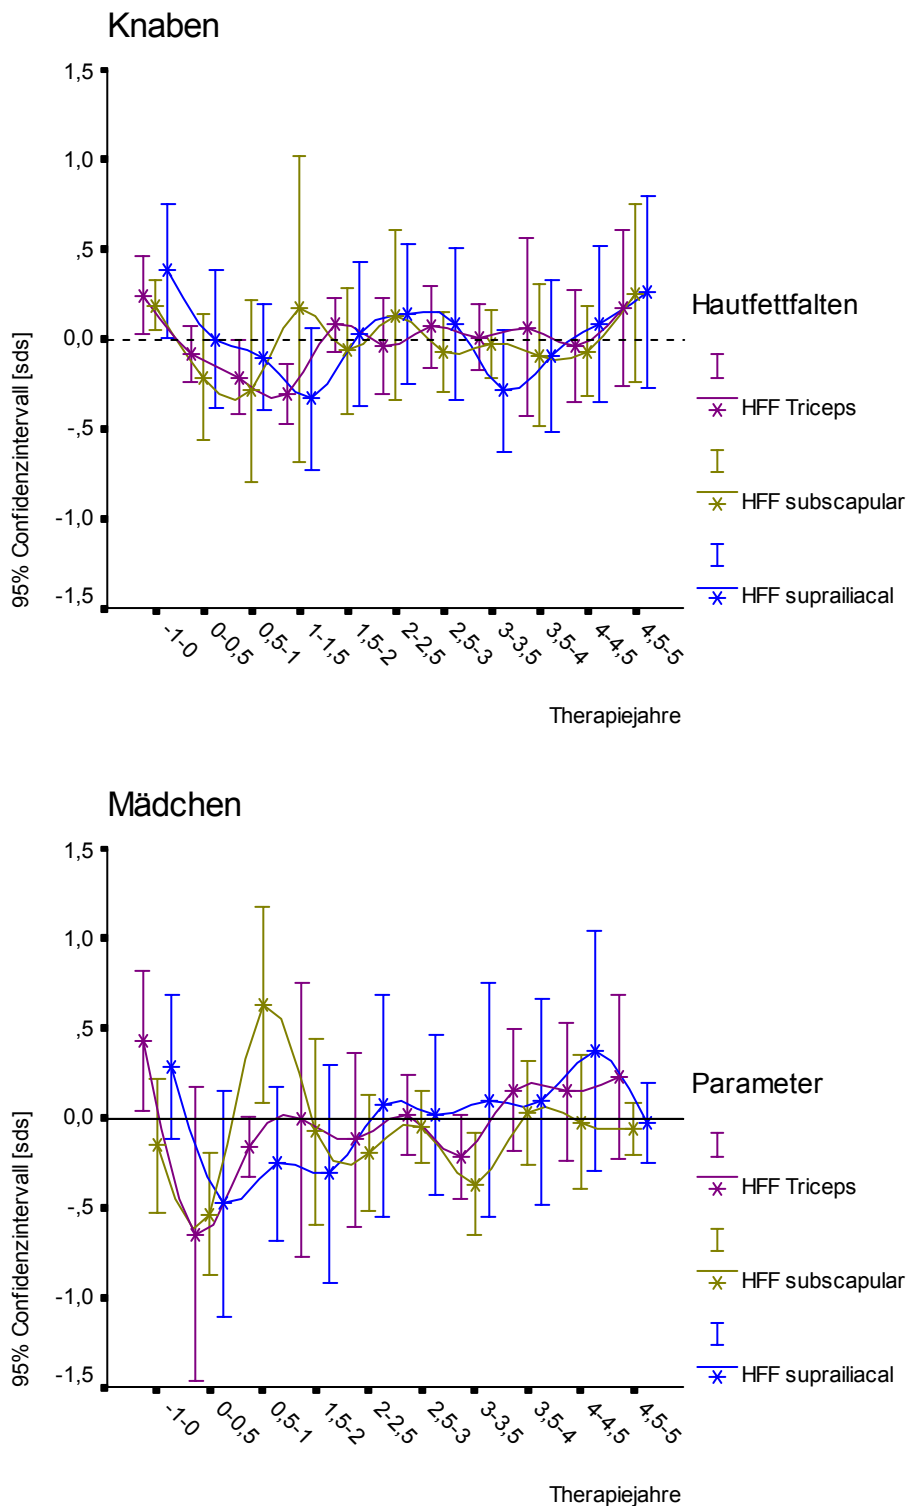 Knaben
95% Confidenzintervall [sds]
1,5
1,0
,5
0,0
-,5
-1,0
-1,5
-1-0
0-0,5
0,5-1
1-1,5
1,5-2
2-2,5
2,5-3
3-3,5
3,5-4
4-4,5
4,5-5
Therapiejahre
Hautfettfalten
HFF Triceps
HFF subscapular
HFF suprailiacal
Mädchen
95% Confidenzintervall [sds]
1,5
1,0
,5
0,0
-,5
-1,0
-1,5
-1-0
0-0,5
0,5-1
1,5-2
2-2,5
2,5-3
3-3,5
3,5-4
4-4,5
4,5-5
Therapiejahre
Parameter
HFF Triceps
HFF subscapular
HFF suprailiacal